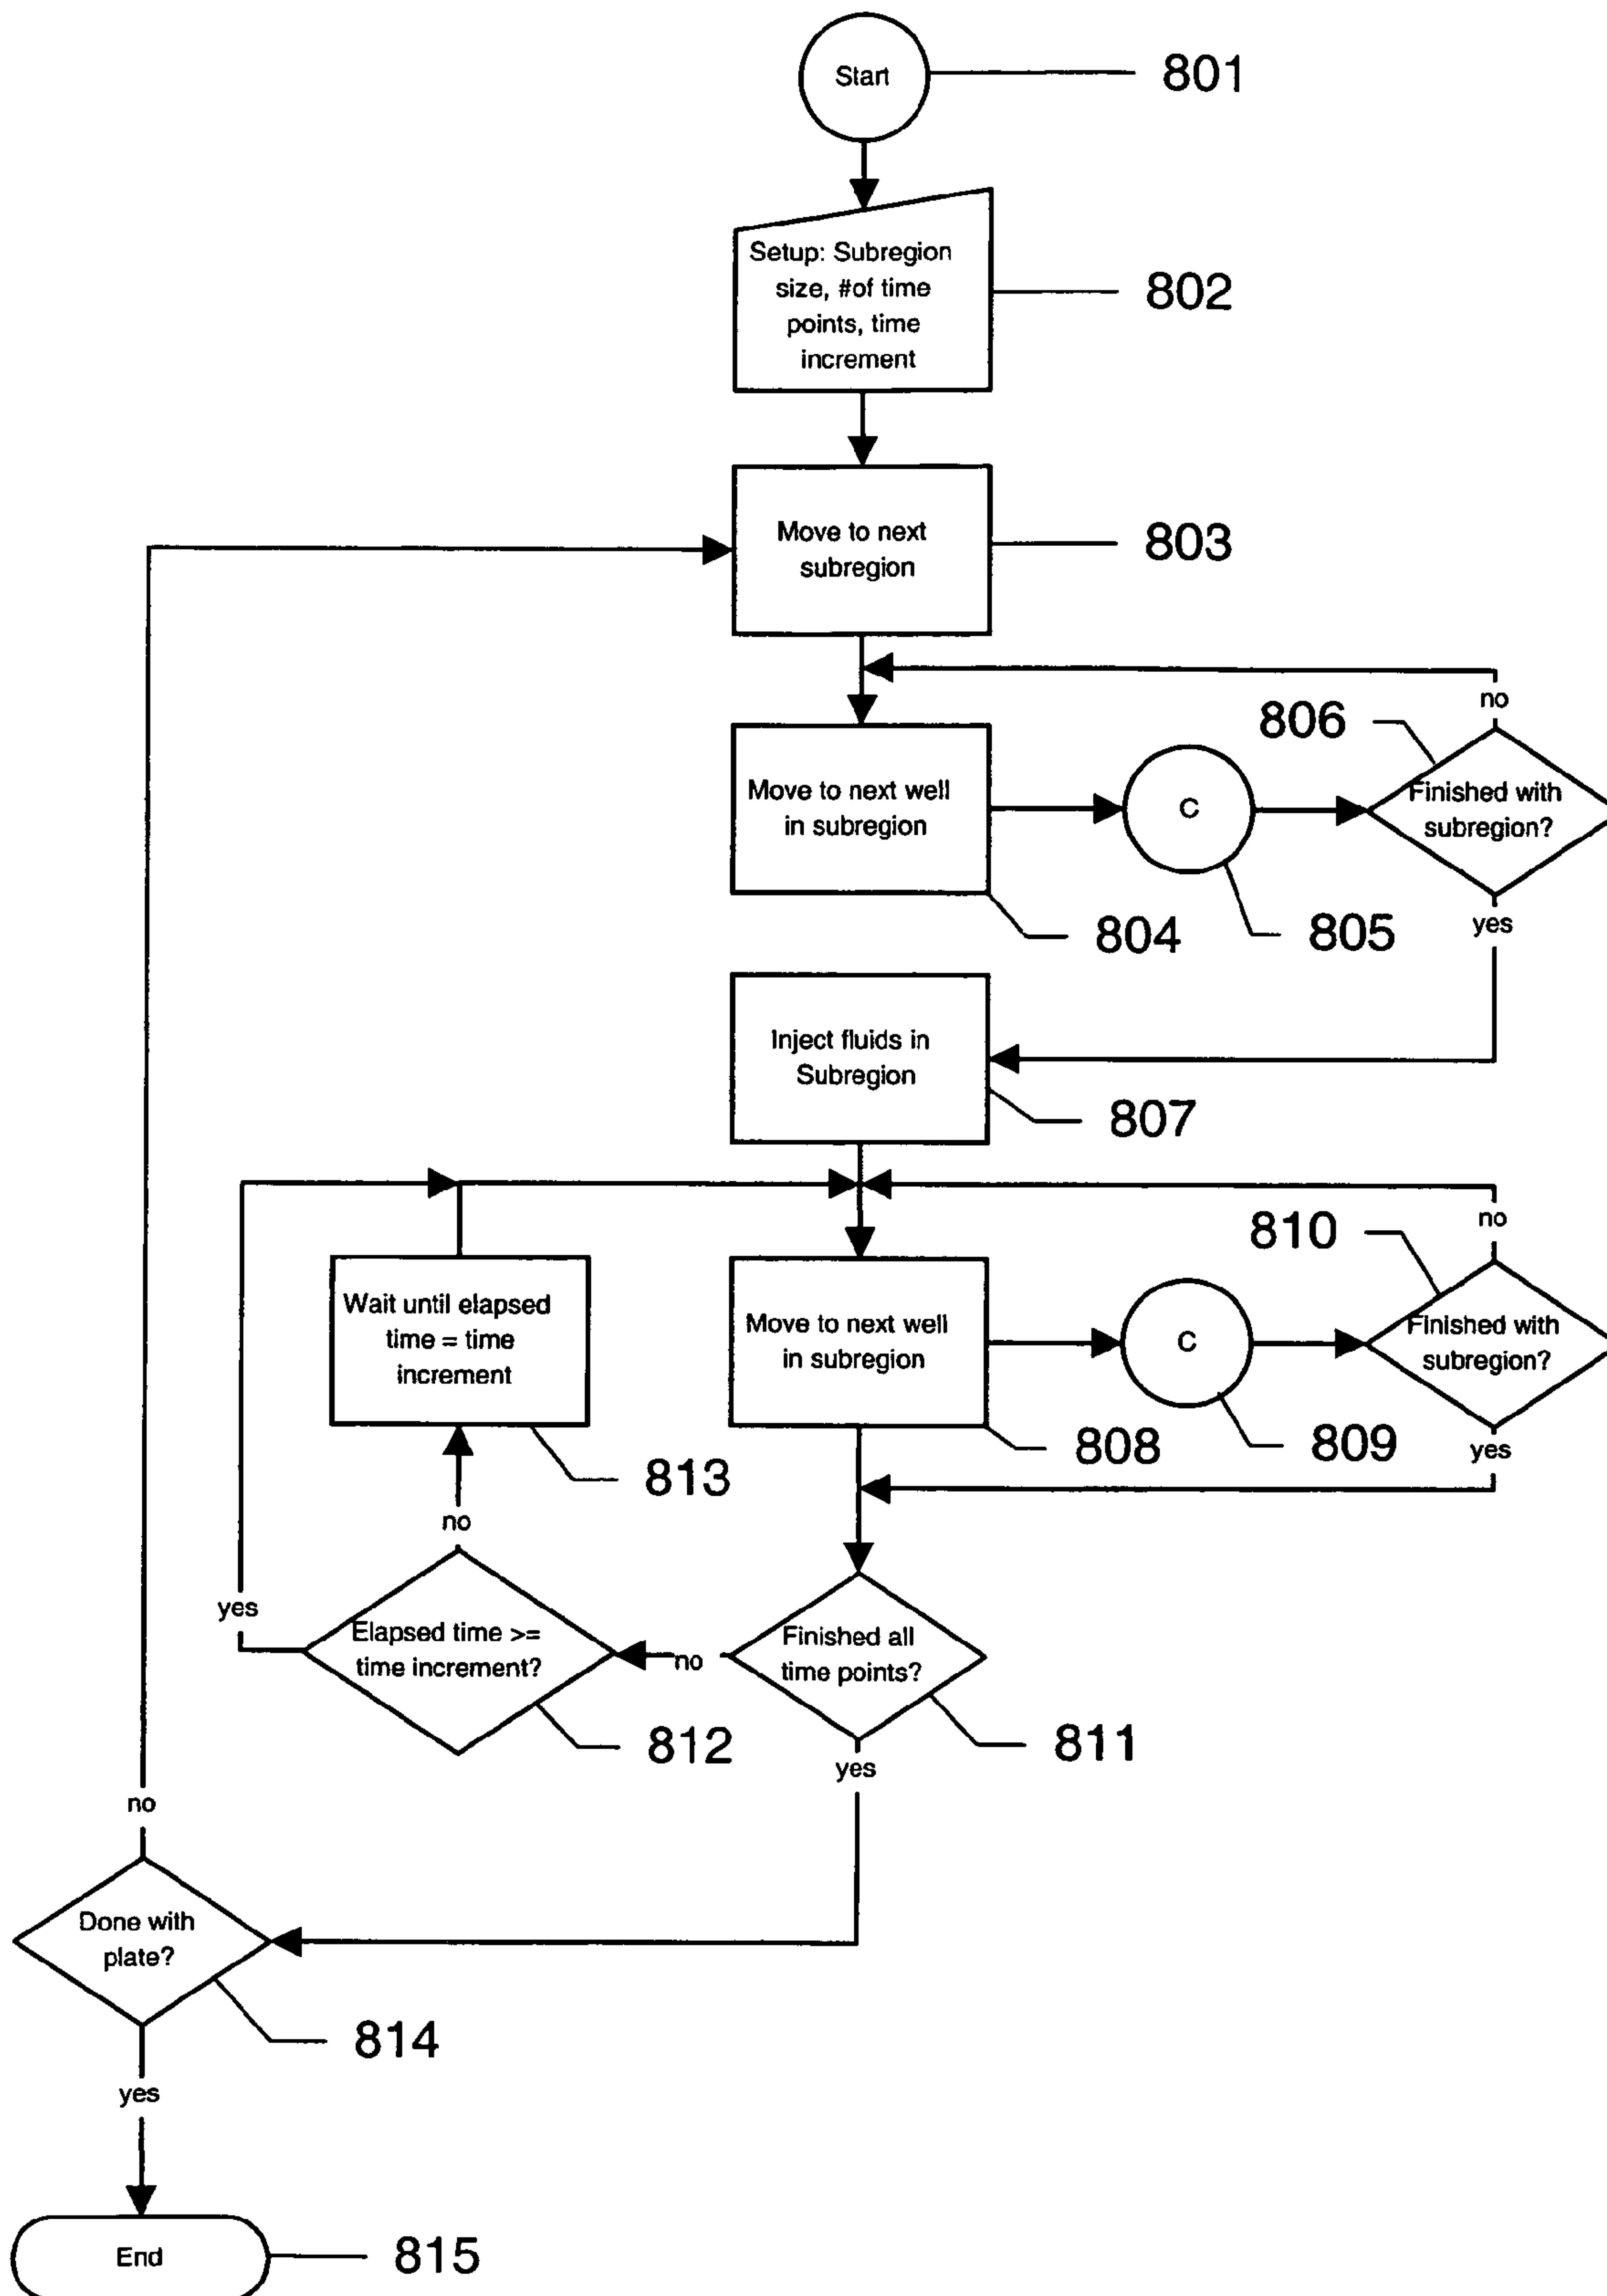 Start
801
Setup: Subregion
size, #of time
points, time
increment
802
Move to next
subregion
803
no
806
Finished with
subregion?
Move to next well
in subregion
C
804
805
yes
Inject fluids in
Subregion
807
no
810
Wait until elapsed
time = time
increment
Move to next well
in subregion
C
Finished with
subregion?
813
808
809
yes
no
yes
Elapsed time >=
time increment?
no
Finished all
time points?
812
811
yes
no
Done with
plate?
814
yes
End
815